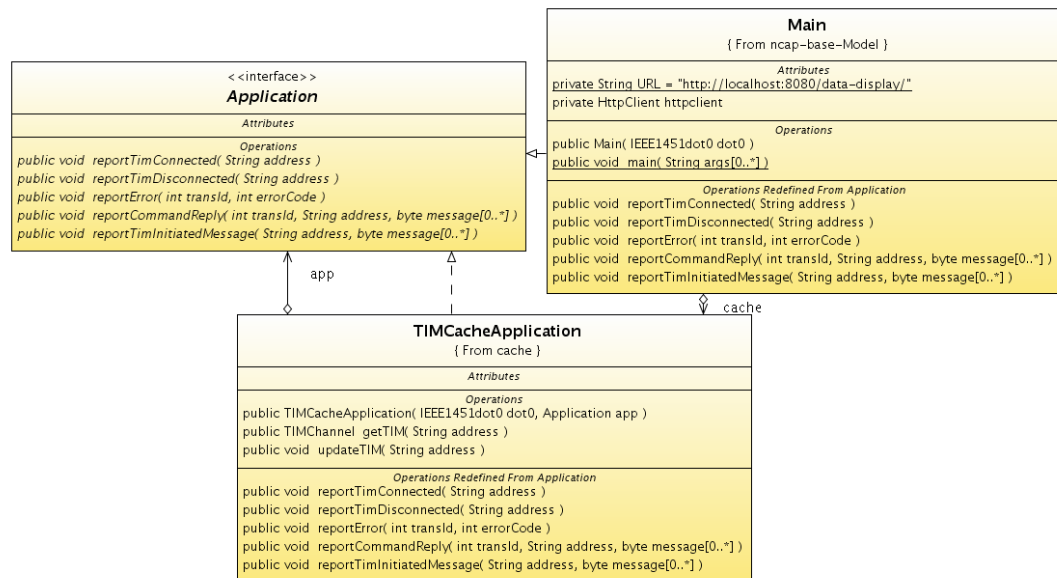 <<interface>>
Application
Attributes
Operations
public void reportTimConnected( String address )
public void reportTimDisconnected( String address )
public void reportError( int transId, int errorCode )
public void reportCommandReply( int transId, String address, byte message[0..*] )
public void reportTimInitiatedMessage( String address, byte message[0..*] )
Main
{ From ncap-base-Model }
Attributes
private String URL = "http://localhost:8080/data-display/"
private HttpClient httpclient
Operations
public Main( IEEE1451dot0 dot0 )
public void main( String args[0..*] )
Operations Redefined From Application
public void reportTimConnected( String address )
public void reportTimDisconnected( String address )
public void reportError( int transId, int errorCode )
public void reportCommandReply( int transId, String address, byte message[0..*] )
public void reportTimInitiatedMessage( String address, byte message[0..*] )
app
cache
TIMCacheApplication
{ From cache }
Attributes
Operations
public TIMCacheApplication( IEEE1451dot0 dot0, Application app )
public TIMChannel getTIM( String address )
public void updateTIM( String address )
Operations Redefined From Application
public void reportTimConnected( String address )
public void reportTimDisconnected( String address )
public void reportError( int transId, int errorCode )
public void reportCommandReply( int transId, String address, byte message[0..*] )
public void reportTimInitiatedMessage( String address, byte message[0..*] )